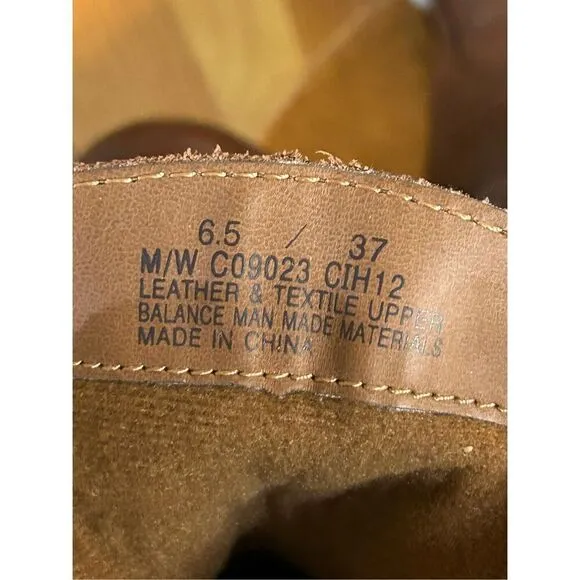 6.5 / 37
M/W C09023 CIH12
LEATHER & TEXTILE UPPER
BALANCE MAN MADE MATERIALS
MADE IN CHINA